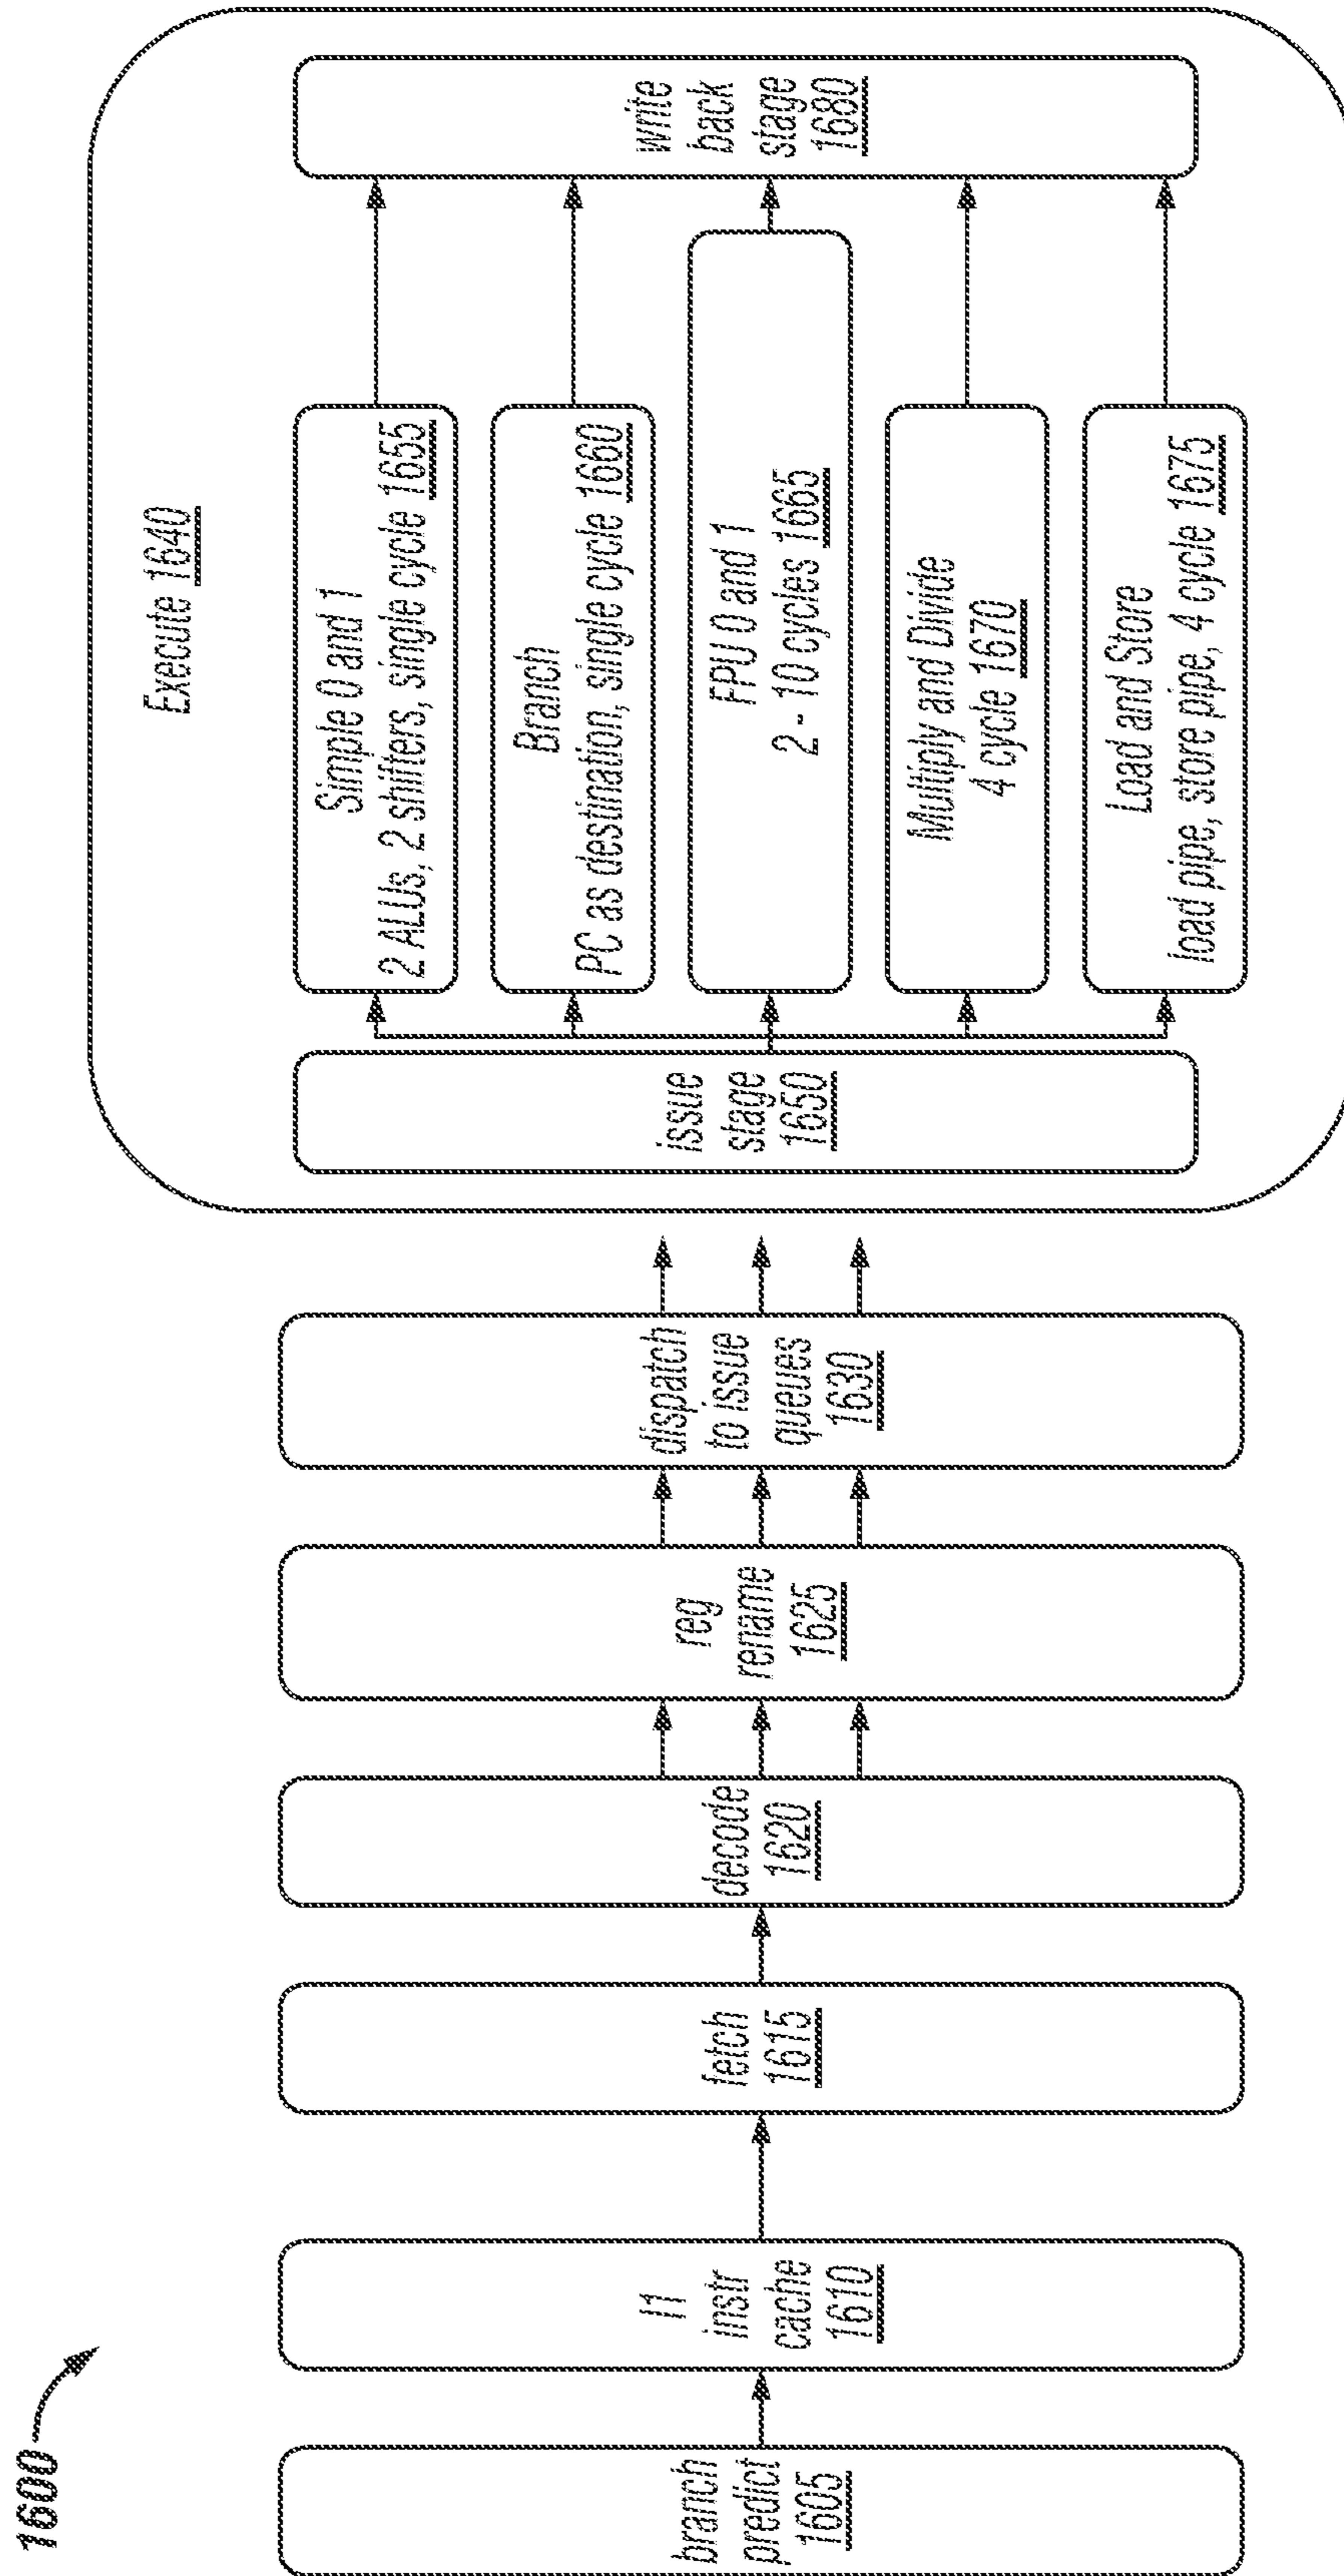 1600
branch
predict
1605
I1
instr
cache
1610
fetch
1615
decode
1620
reg
rename
1625
dispatch
to issue
queues
1630
Execute 1640
issue
stage
1650
Simple 0 and 1
2 ALUs, 2 shifters, single cycle 1655
Branch
PC as destination, single cycle 1660
FPU 0 and 1
2 - 10 cycles 1665
Multiply and Divide
4 cycle 1670
Load and Store
load pipe, store pipe, 4 cycle 1675
write
back
stage
1680